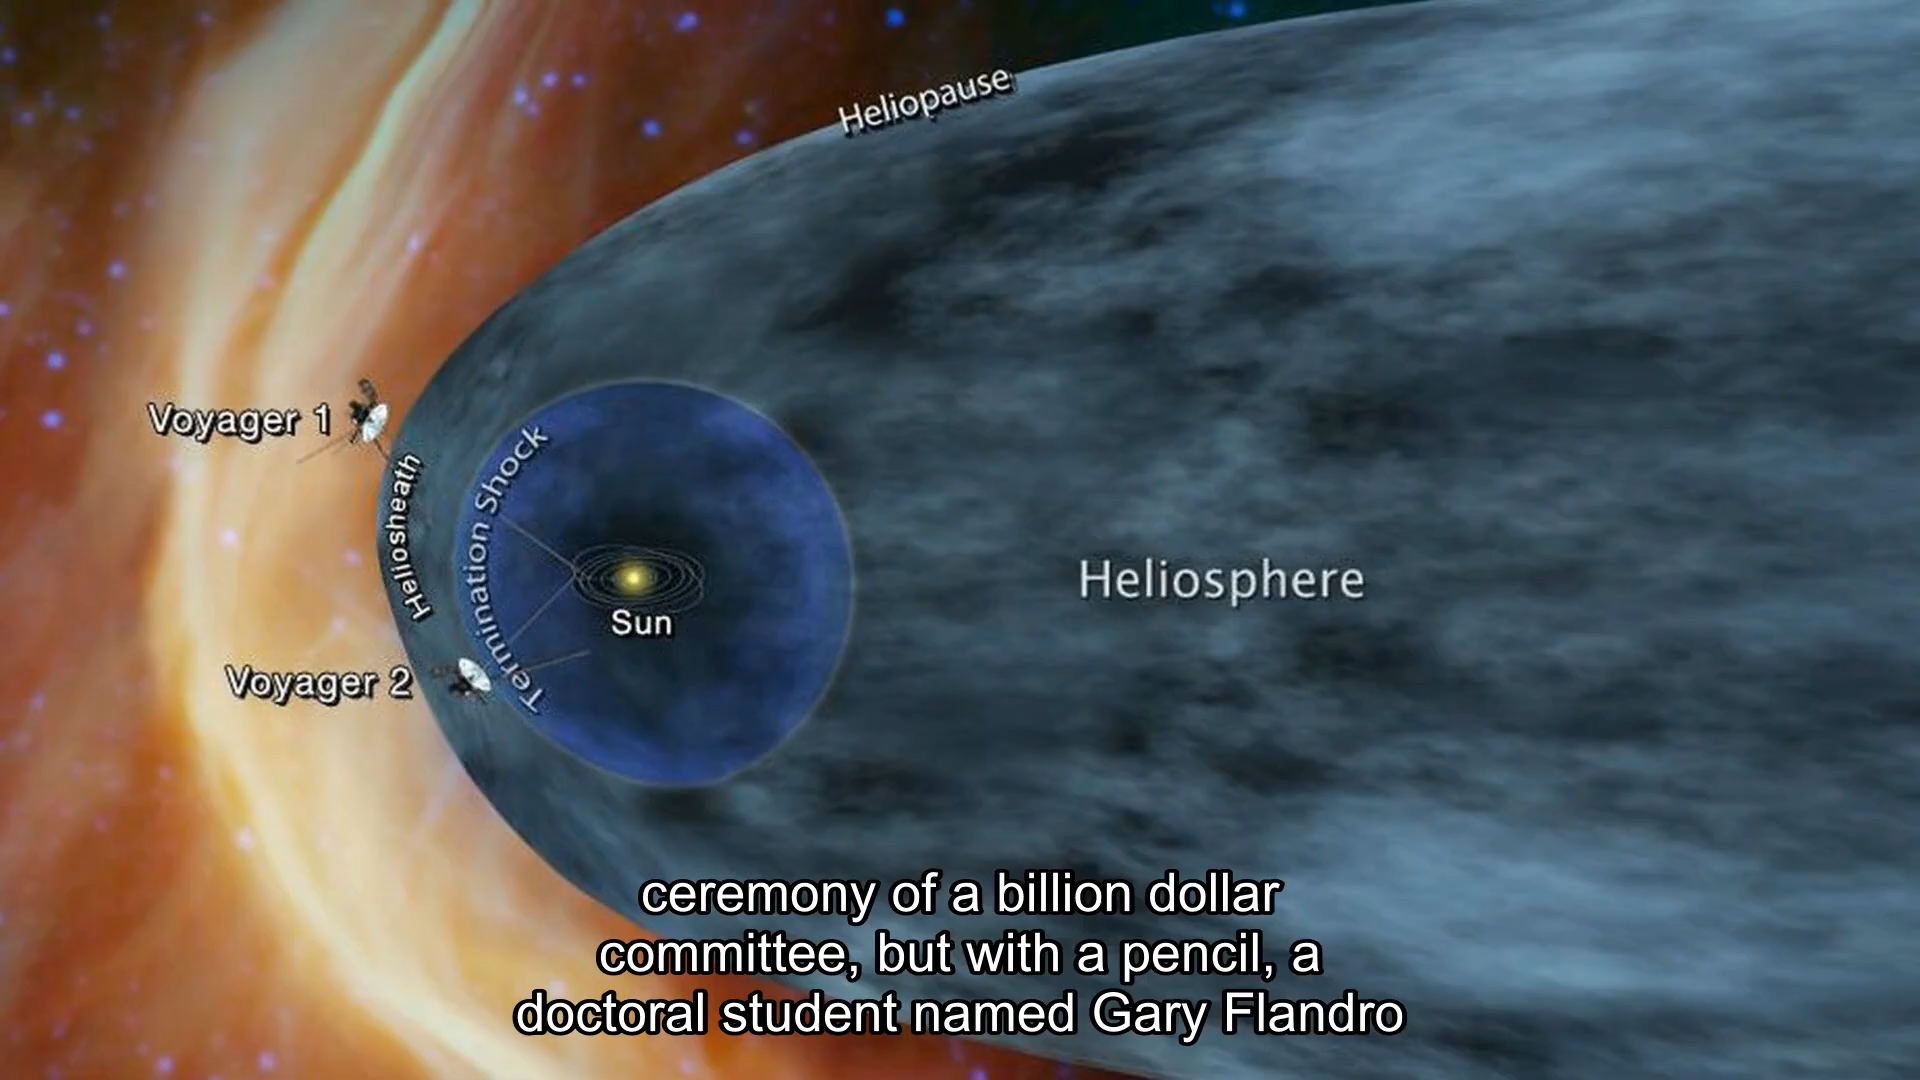 Heliopause
Voyager 1
Heliosheath
Termination Shock
Sun
Heliosphere
Voyager 2
ceremony of a billion dollar
committee, but with a pencil, a
doctoral student named Gary Flandro